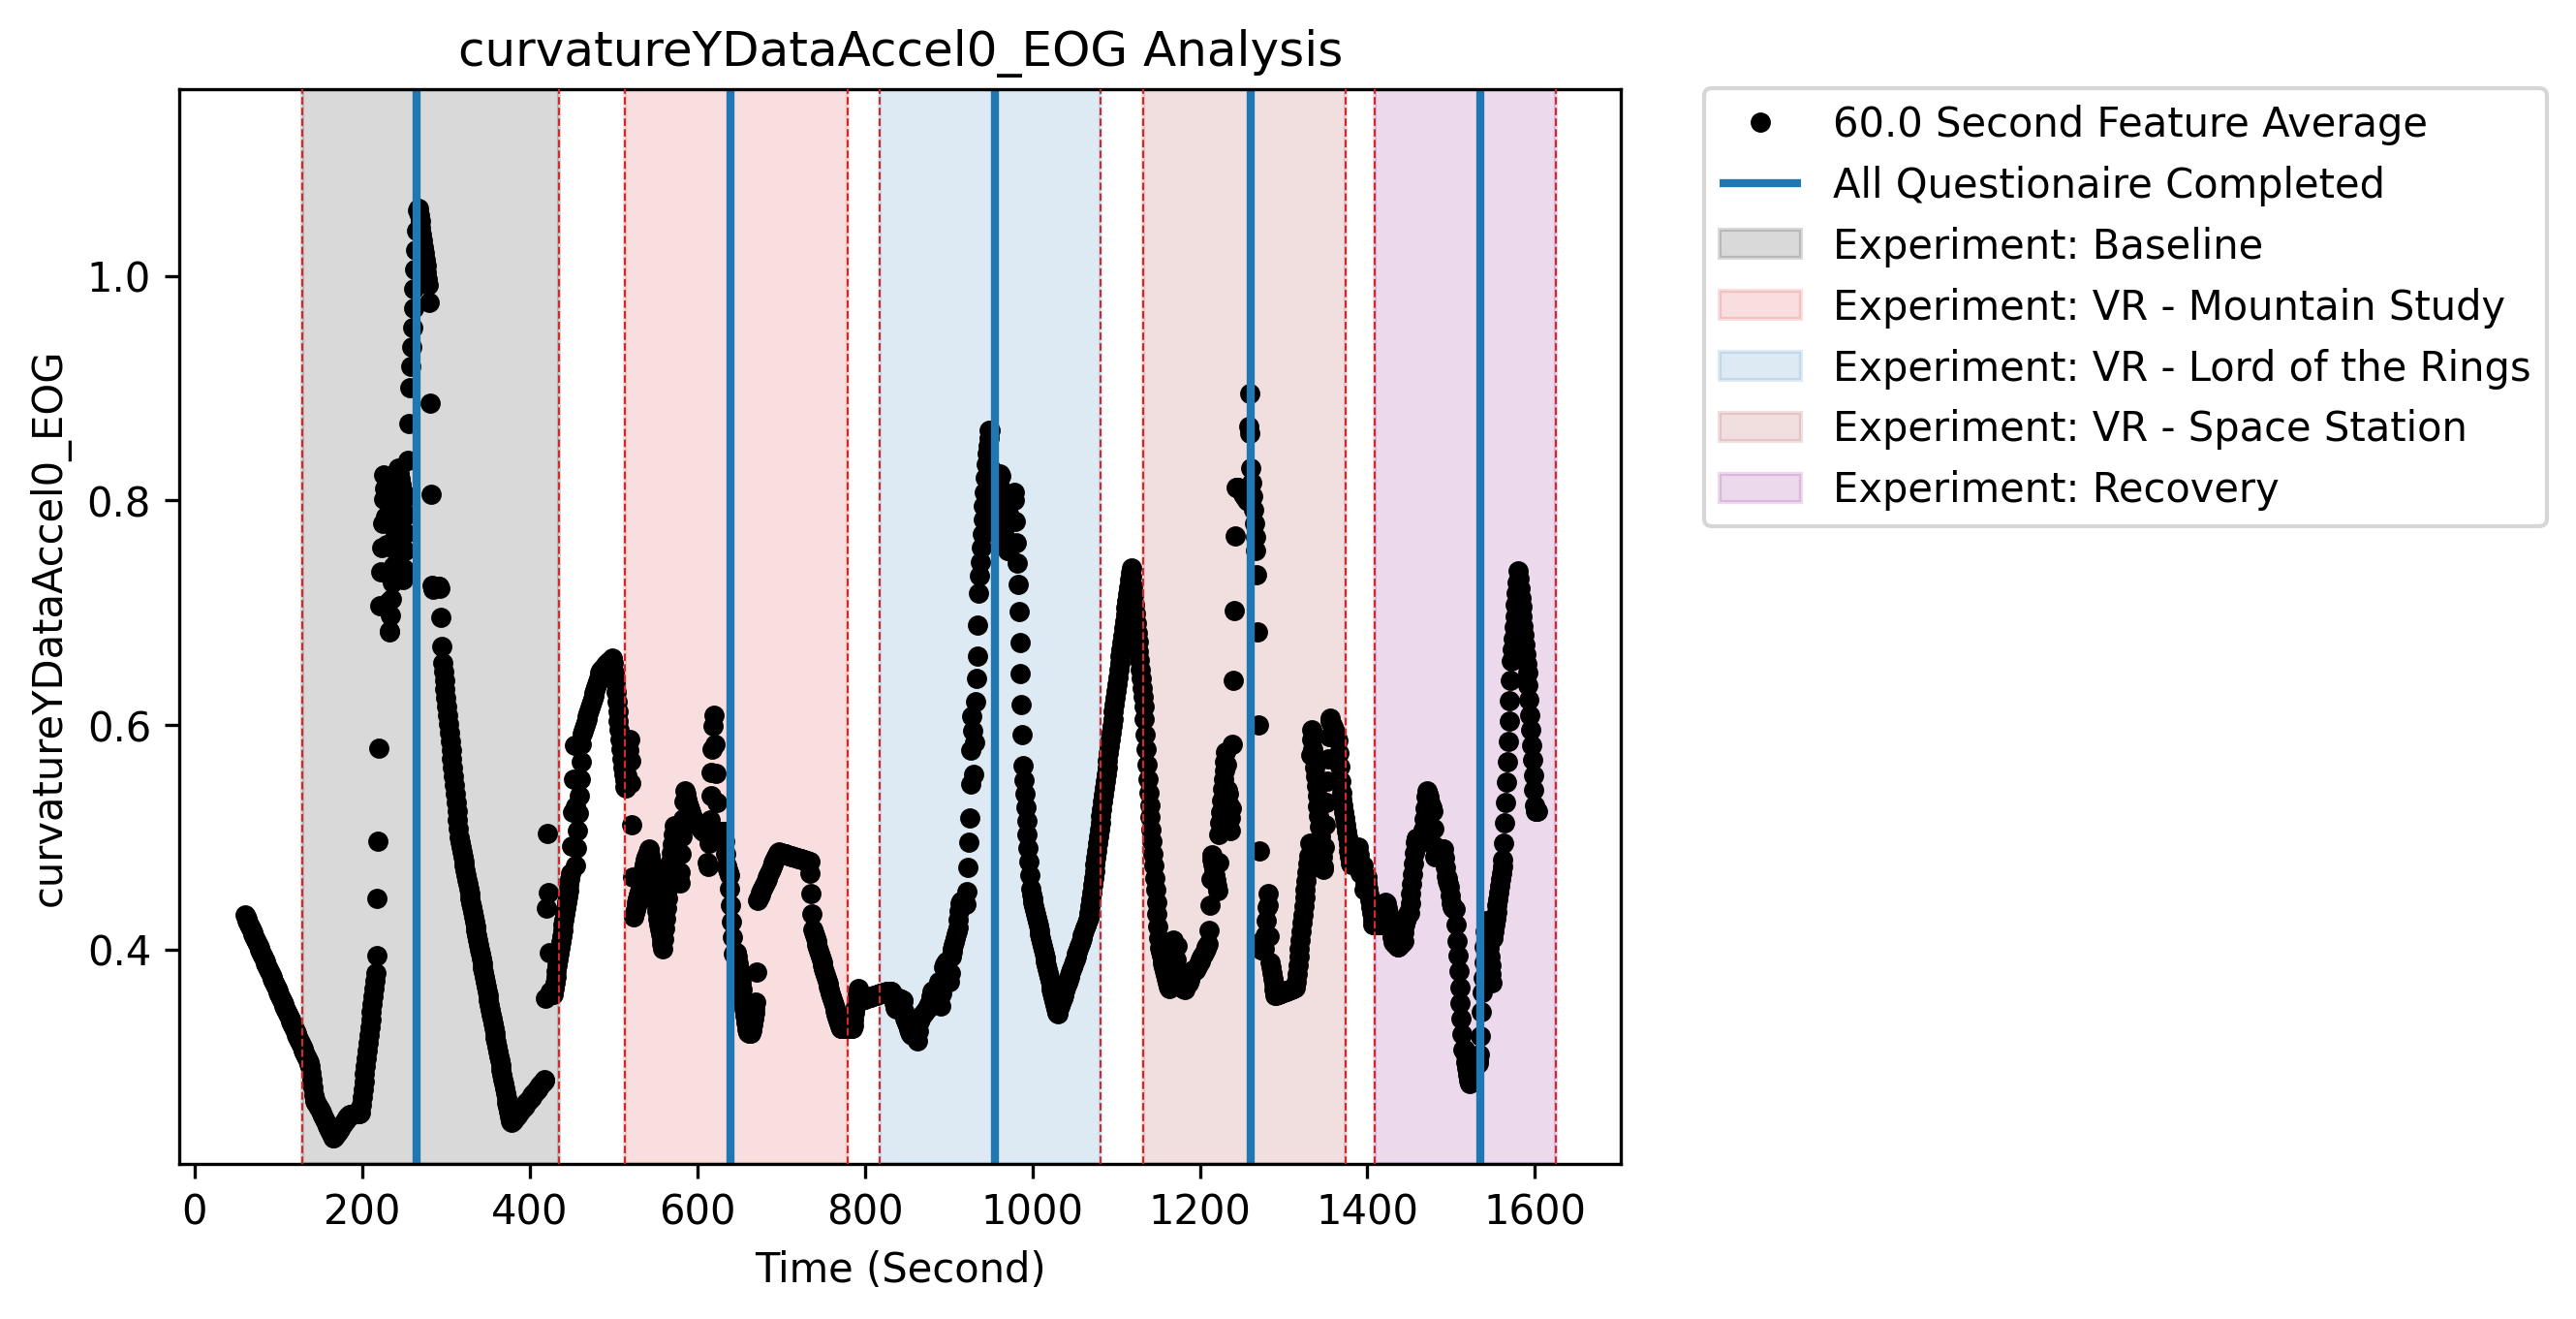 curvatureYDataAccel0_EOG Analysis
curvatureYDataAccel0_EOG
1.0
0.8
0.6
0.4
0 200 400 600 800 1000 1200 1400 1600
Time (Second)
60.0 Second Feature Average
All Questionaire Completed
Experiment: Baseline
Experiment: VR - Mountain Study
Experiment: VR - Lord of the Rings
Experiment: VR - Space Station
Experiment: Recovery